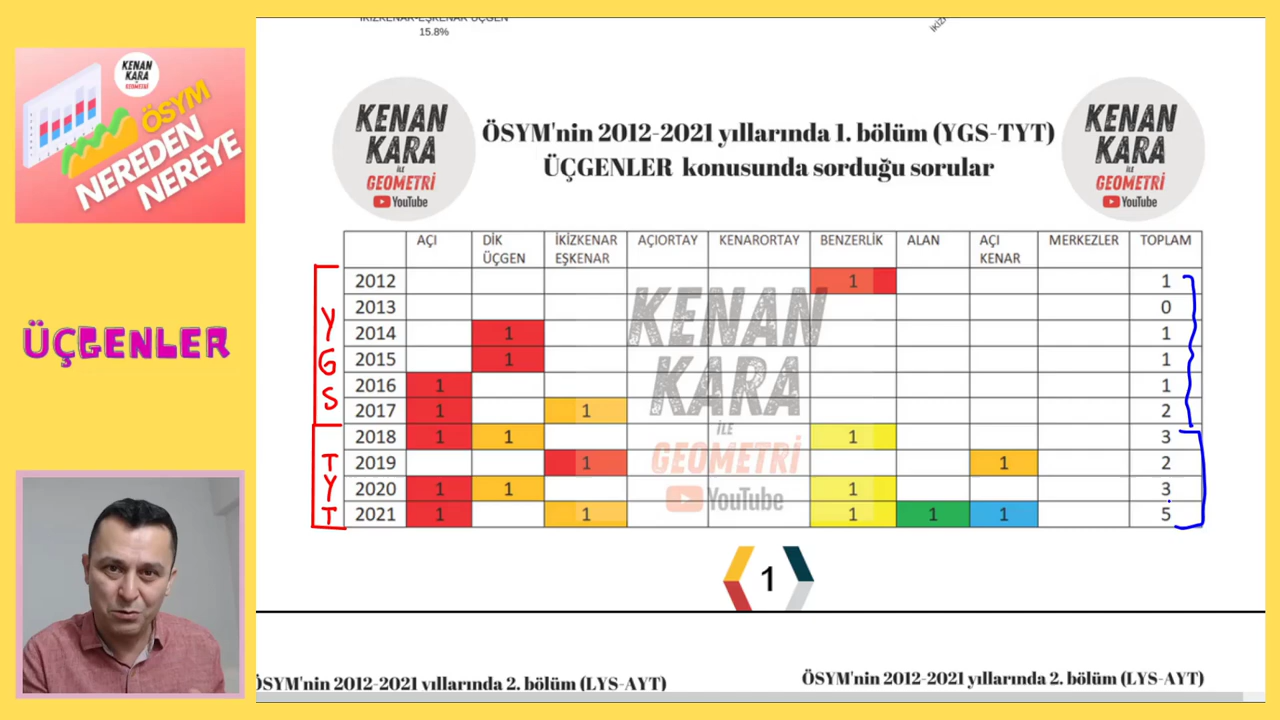 İKİZKENAR-EŞKENAR ÜÇGEN
15.8%
KENAN
KARA
ile
GEOMETRİ
ÖSYM
NEREDEN
NEREYE
ÜÇGENLER
KENAN
KARA
İLE
GEOMETRİ
YouTube
ÖSYM'nin 2012-2021 yıllarında 1. bölüm (YGS-TYT)
ÜÇGENLER konusunda sorduğu sorular
KENAN
KARA
İLE
GEOMETRİ
YouTube
AÇI DİK ÜÇGEN İKİZKENAR EŞKENAR AÇIORTAY KENARORTAY BENZERLİK ALAN AÇI KENAR MERKEZLER TOPLAM
2012 1 1
2013 0
2014 1 1
2015 1 1
2016 1 1
2017 1 1 2
2018 1 1 1 3
2019 1 1 2
2020 1 1 1 3
2021 1 1 1 1 1 5
YGS
TYT
KENAN
KARA
İLE
GEOMETRİ
YouTube
1
ÖSYM'nin 2012-2021 yıllarında 2. bölüm (LYS-AYT)
ÖSYM'nin 2012-2021 yıllarında 2. bölüm (LYS-AYT)